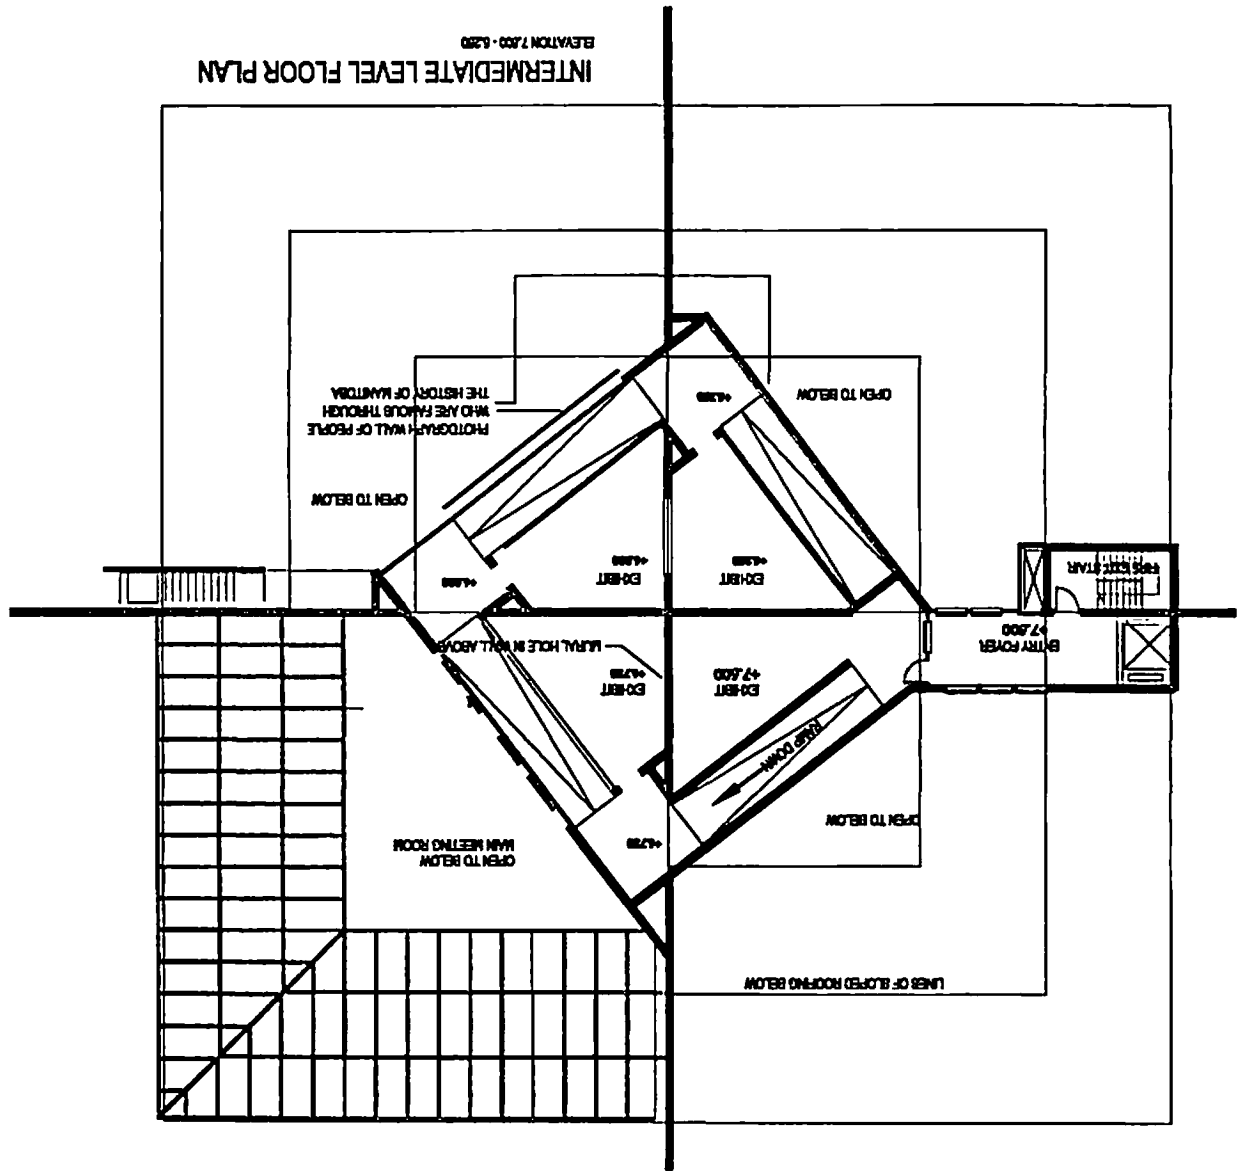 LINES OF SLOPED ROOFING BELOW
OPEN TO BELOW
MAIN MEETING ROOM
OPEN TO BELOW
RAMP DOWN
EXHIBIT
+7,600
EXHIBIT
MURAL, HOLE IN WALL ABOVE
ENTRY FOYER
+7,600
FIRE EXIT STAIR
EXHIBIT
EXHIBIT
OPEN TO BELOW
PHOTOGRAPH WALL OF PEOPLE
WHO ARE FAMOUS THROUGH
THE HISTORY OF MANITOBA
OPEN TO BELOW
INTERMEDIATE LEVEL FLOOR PLAN
ELEVATION 7,600 -